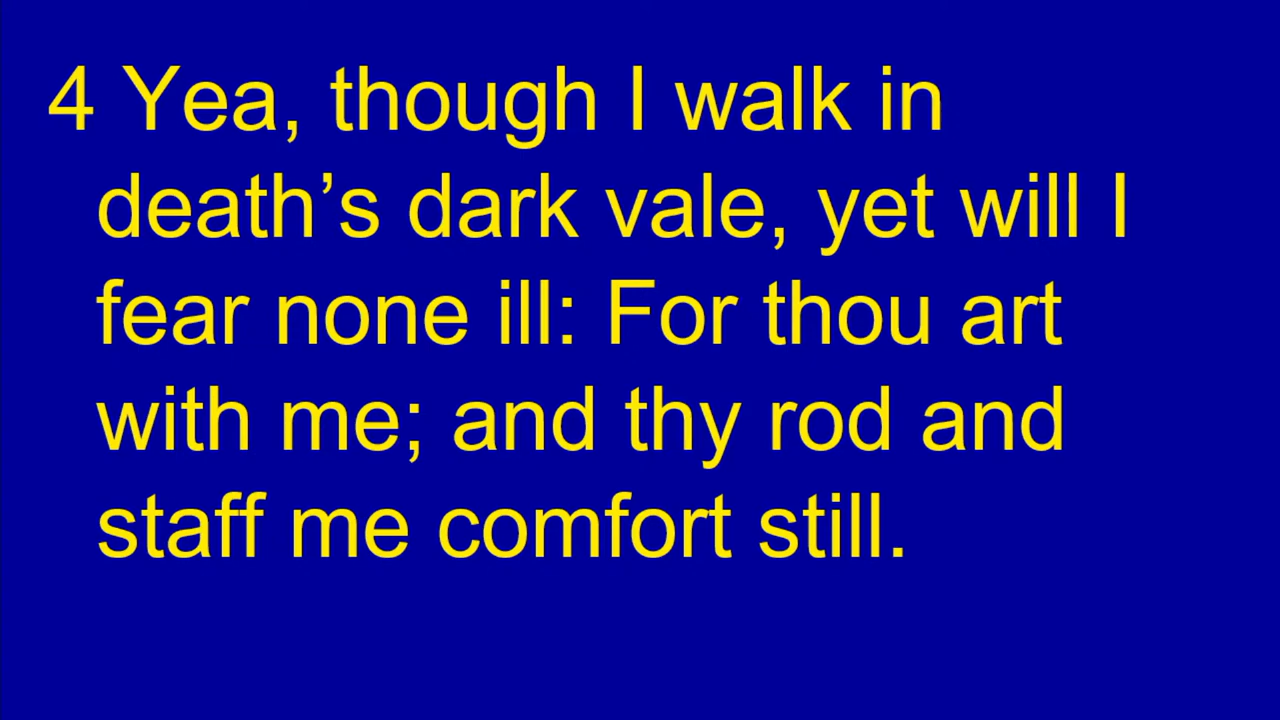 4 Yea, though I walk in
death’s dark vale, yet will I
fear none ill: For thou art
with me; and thy rod and
staff me comfort still.